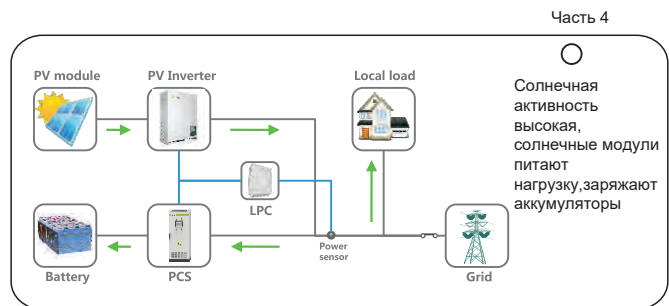 Часть 4
PV module
PV Inverter
Local load
Солнечная
активность
высокая,
солнечные модули
питают
нагрузку,заряжают
аккумуляторы
LPC
Power
sensor
Battery
PCS
Grid